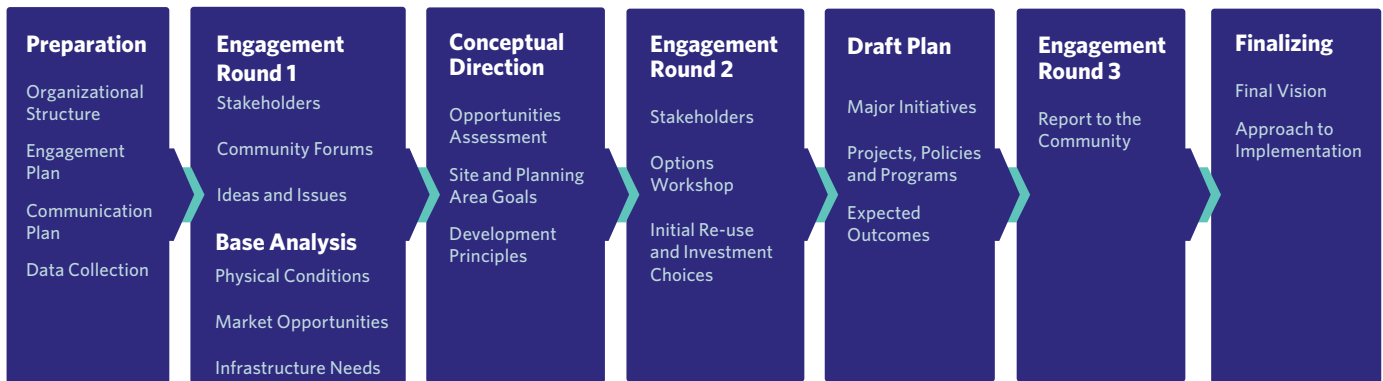 Preparation
Organizational
Structure
Engagement
Plan
Communication
Plan
Data Collection
Engagement
Round 1
Stakeholders
Community Forums
Ideas and Issues
Base Analysis
Physical Conditions
Market Opportunities
Infrastructure Needs
Conceptual
Direction
Opportunities
Assessment
Site and Planning
Area Goals
Development
Principles
Engagement
Round 2
Stakeholders
Options
Workshop
Initial Re-use
and Investment
Choices
Draft Plan
Major Initiatives
Projects, Policies
and Programs
Expected
Outcomes
Engagement
Round 3
Report to the
Community
Finalizing
Final Vision
Approach to
Implementation